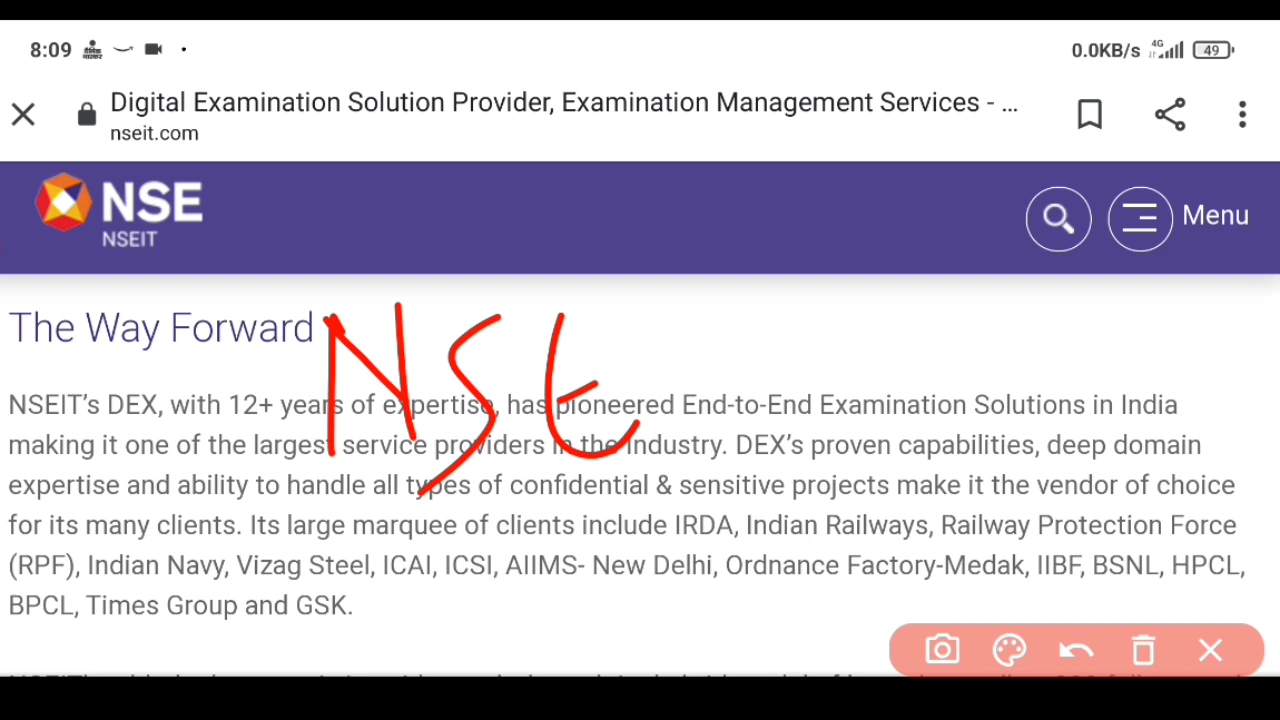 8:09 दैनिक भास्कर 0.0KB/s 4G 49
Digital Examination Solution Provider, Examination Management Services - ...
nseit.com
NSE
NSEIT
Menu
The Way Forward
NSE
NSEIT's DEX, with 12+ years of expertise, has pioneered End-to-End Examination Solutions in India
making it one of the largest service providers in the industry. DEX's proven capabilities, deep domain
expertise and ability to handle all types of confidential & sensitive projects make it the vendor of choice
for its many clients. Its large marquee of clients include IRDA, Indian Railways, Railway Protection Force
(RPF), Indian Navy, Vizag Steel, ICAI, ICSI, AIIMS- New Delhi, Ordnance Factory-Medak, IIBF, BSNL, HPCL,
BPCL, Times Group and GSK.